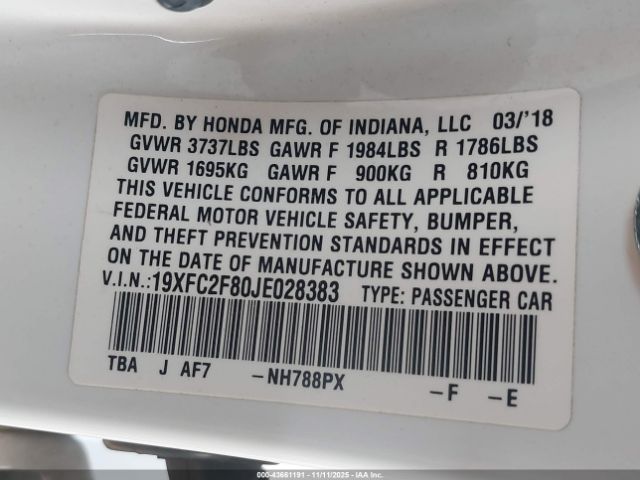 MFD. BY HONDA MFG. OF INDIANA, LLC 03/'18
GVWR 3737LBS GAWR F 1984LBS R 1786LBS
GVWR 1695KG GAWR F 900KG R 810KG
THIS VEHICLE CONFORMS TO ALL APPLICABLE
FEDERAL MOTOR VEHICLE SAFETY, BUMPER,
AND THEFT PREVENTION STANDARDS IN EFFECT
ON THE DATE OF MANUFACTURE SHOWN ABOVE.
V.I.N.:19XFC2F80JE028383 TYPE: PASSENGER CAR
TBA J AF7 -NH788PX -F -E
000-43661191 - 11/11/2025 - IAAI.COM